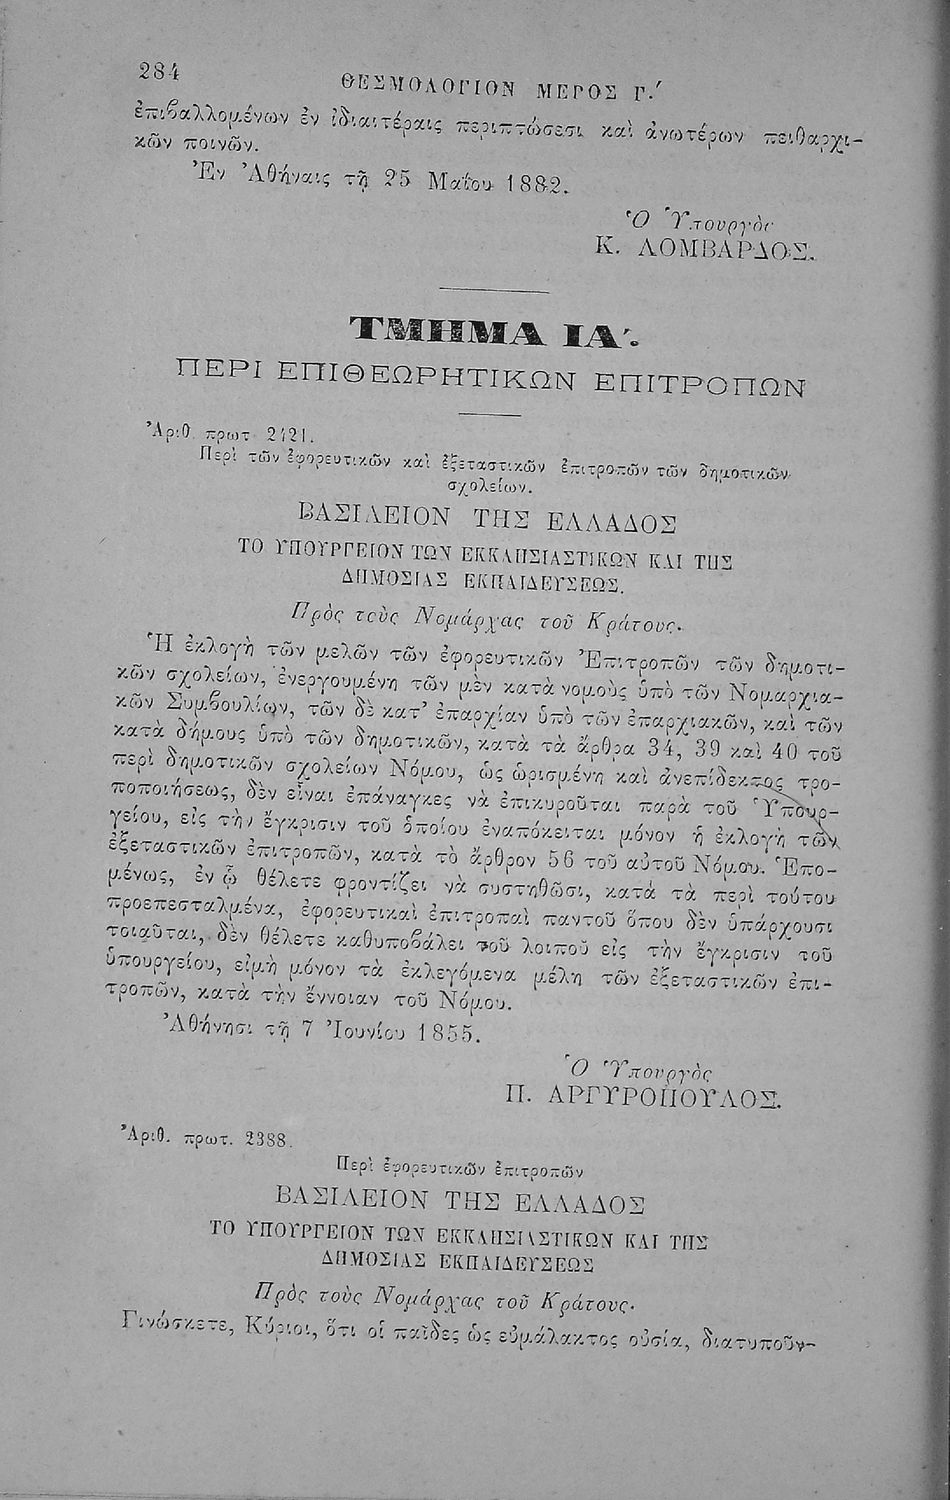 284
ΘΕΣΜΟΛΟΓΙΟΝ ΜΕΡΟΣ Γ.΄
ἐπιβαλλομένων ἐν ἰδιαιτέραις περιπτώσεσι καὶ ἀνωτέρων πειθαρχι-
κῶν ποινῶν.
Ἐν Ἀθήναις τῇ 25 Μαΐου 1882.
Ὁ Ὑπουργὸς
Κ. ΛΟΜΒΑΡΔΟΣ.
ΤΜΗΜΑ ΙΑ΄.
ΠΕΡΙ ΕΠΙΘΕΩΡΗΤΙΚΩΝ ΕΠΙΤΡΟΠΩΝ
Ἀριθ. πρωτ 2421.
Περὶ τῶν ἐφορευτικῶν καὶ ἐξεταστικῶν ἐπιτροπῶν τῶν δημοτικῶν
σχολείων.
ΒΑΣΙΛΕΙΟΝ ΤΗΣ ΕΛΛΑΔΟΣ
ΤΟ ΥΠΟΥΡΓΕΙΟΝ ΤΩΝ ΕΚΚΛΗΣΙΑΣΤΙΚΩΝ ΚΑΙ ΤΗΣ
ΔΗΜΟΣΙΑΣ ΕΚΠΑΙΔΕΥΣΕΩΣ.
Πρὸς τοὺς Νομάρχας τοῦ Κράτους.
Ἡ ἐκλογὴ τῶν μελῶν τῶν ἐφορευτικῶν Ἐπιτροπῶν τῶν δημοτι-
κῶν σχολείων, ἐνεργουμένη τῶν μὲν κατὰ νομοὺς ὑπὸ τῶν Νομαρχια-
κῶν Συμβουλίων, τῶν δὲ κατ’ ἐπαρχίαν ὑπὸ τῶν ἐπαρχιακῶν, καὶ τῶν
κατὰ δήμους ὑπὸ τῶν δημοτικῶν, κατὰ τὰ ἄρθρα 34, 39 καὶ 40 τοῦ
περὶ δημοτικῶν σχολείων Νόμου, ὡς ὡρισμένη καὶ ἀνεπίδεκτος τρο-
ποποιήσεως, δὲν εἶναι ἐπάναγκες νὰ ἐπικυροῦται παρὰ τοῦ Ὑπουρ-
γείου, εἰς τὴν ἔγκρισιν τοῦ ὁποίου ἐναπόκειται μόνον ἡ ἐκλογὴ τῶν
ἐξεταστικῶν ἐπιτροπῶν, κατὰ τὸ ἄρθρον 56 τοῦ αὐτοῦ Νόμου. Ἑπο-
μένως, ἐν ᾧ θέλετε φροντίζει νὰ συστηθῶσι, κατὰ τὰ περὶ τούτου
προεπεσταλμένα, ἐφορευτικαὶ ἐπιτροπαὶ παντοῦ ὅπου δὲν ὑπάρχουσι
τοιαῦται, δὲν θέλετε καθυποβάλει τοῦ λοιποῦ εἰς τὴν ἔγκρισιν τοῦ
ὑπουργείου, εἰμὴ μόνον τὰ ἐκλεγόμενα μέλη τῶν ἐξεταστικῶν ἐπι-
τροπῶν, κατὰ τὴν ἔννοιαν τοῦ Νόμου.
Ἀθήνησι τῇ 7 Ἰουνίου 1855.
Ὁ Ὑπουργὸς
Π. ΑΡΓΥΡΟΠΟΥΛΟΣ.
Ἀριθ. πρωτ. 2388.
Περὶ ἐφορευτικῶν ἐπιτροπῶν
ΒΑΣΙΛΕΙΟΝ ΤΗΣ ΕΛΛΑΔΟΣ
ΤΟ ΥΠΟΥΡΓΕΙΟΝ ΤΩΝ ΕΚΚΛΗΣΙΑΣΤΙΚΩΝ ΚΑΙ ΤΗΣ
ΔΗΜΟΣΙΑΣ ΕΚΠΑΙΔΕΥΣΕΩΣ
Πρὸς τοὺς Νομάρχας τοῦ Κράτους.
Γινώσκετε, Κύριοι, ὅτι οἱ παῖδες ὡς εὐμάλακτος οὐσία, διατυποῦν-